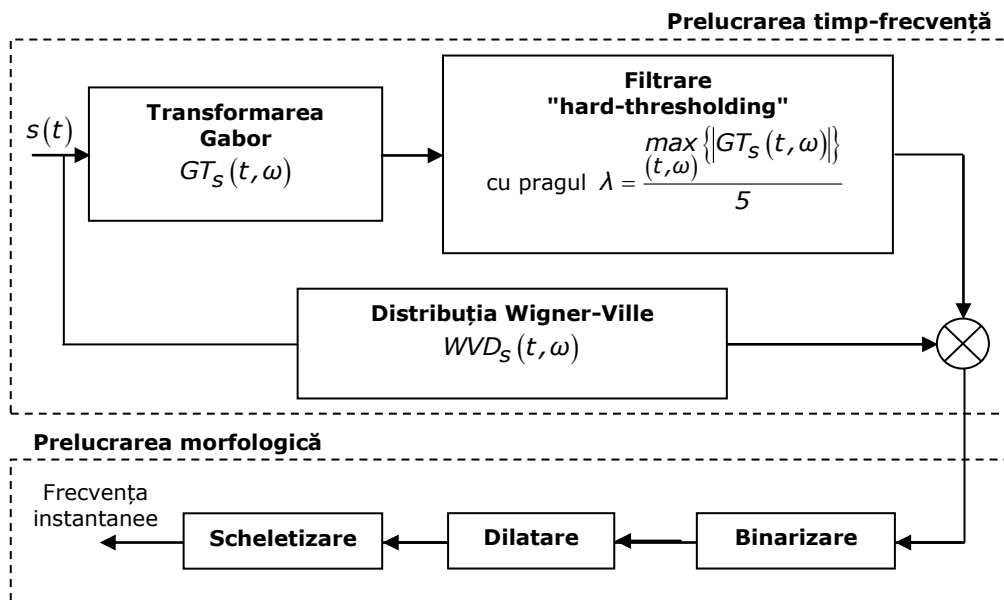 Prelucrarea timp-frecvență
s(t)
Transformarea
Gabor
GT_S(t,ω)
Filtrare
"hard-thresholding"
cu pragul λ = max_(t,ω){|GT_S(t,ω)|} / 5
Distribuția Wigner-Ville
WVD_S(t,ω)
Prelucrarea morfologică
Frecvența
instantanee
Scheletizare
Dilatare
Binarizare